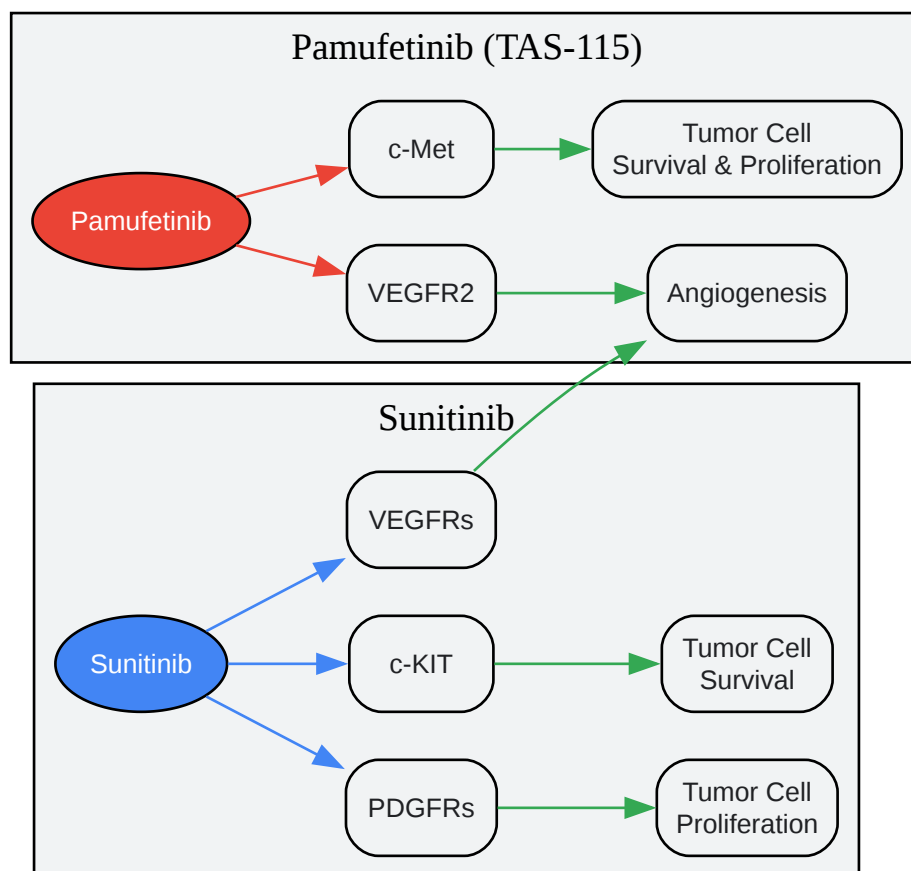 Pamufetinib (TAS-115)
c-Met
Tumor Cell
Survival & Proliferation
Pamufetinib
VEGFR2
Angiogenesis
Sunitinib
VEGFRs
Sunitinib
c-KIT
Tumor Cell
Survival
PDGFRs
Tumor Cell
Proliferation